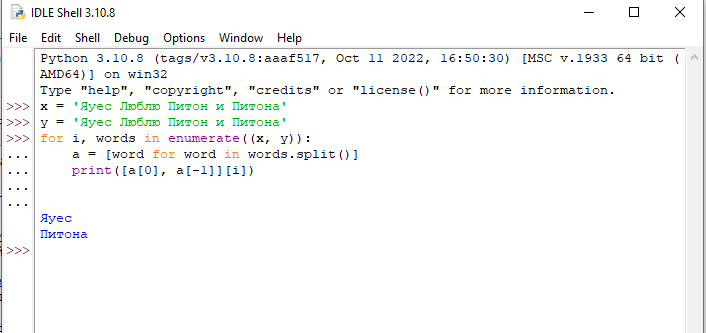 IDLE Shell 3.10.8
File Edit Shell Debug Options Window Help
Python 3.10.8 (tags/v3.10.8:aaaf517, Oct 11 2022, 16:50:30) [MSC v.1933 64 bit (
AMD64)] on win32
Type "help", "copyright", "credits" or "license()" for more information.
>>> x = 'Яуес Люблю Питон и Питона'
>>> y = 'Яуес Люблю Питон и Питона'
>>> for i, words in enumerate((x, y)):
...     a = [word for word in words.split()]
...     print([a[0], a[-1]][i])
...
...
Яуес
Питона
>>>